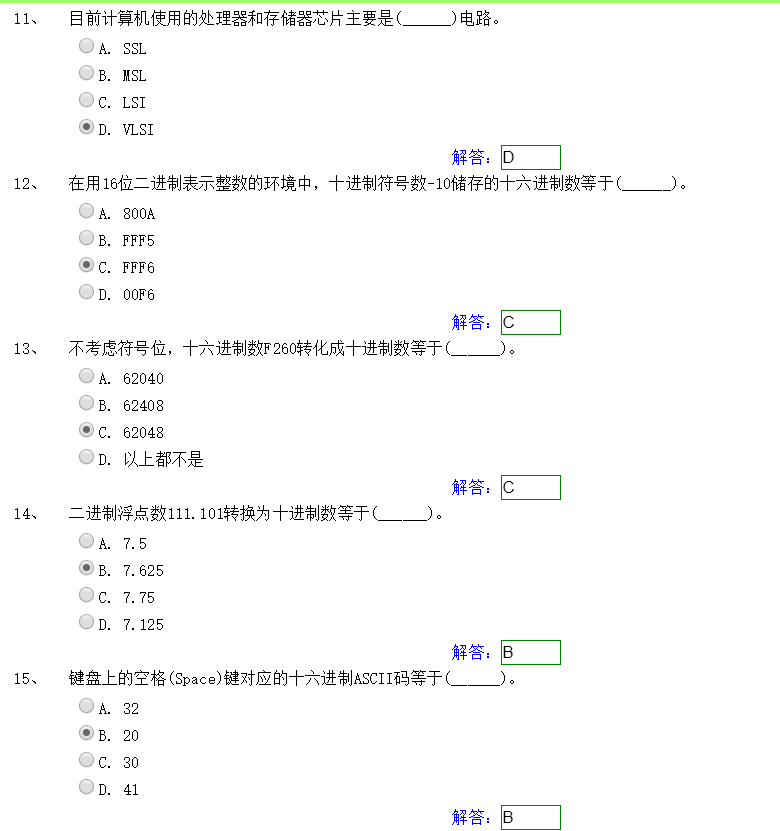 11、 目前计算机使用的处理器和存储器芯片主要是(______)电路。
A. SSL
B. MSL
C. LSI
D. VLSI
解答: D
12、 在用16位二进制表示整数的环境中, 十进制符号数-10储存的十六进制数等于(______)。
A. 800A
B. FFF5
C. FFF6
D. 00F6
解答: C
13、 不考虑符号位, 十六进制数F260转化成十进制数等于(______)。
A. 62040
B. 62408
C. 62048
D. 以上都不是
解答: C
14、 二进制浮点数111.101转换为十进制数等于(______)。
A. 7.5
B. 7.625
C. 7.75
D. 7.125
解答: B
15、 键盘上的空格(Space)键对应的十六进制ASCII码等于(______)。
A. 32
B. 20
C. 30
D. 41
解答: B